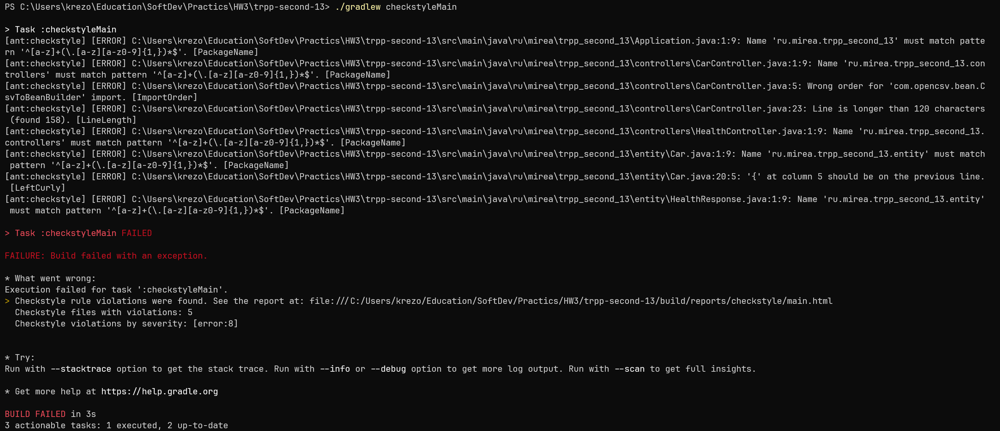 PS C:\Users\krezo\Education\SoftDev\Practics\HW3\trpp-second-13> ./gradlew checkstyleMain
> Task :checkstyleMain
[ant:checkstyle] [ERROR] C:\Users\krezo\Education\SoftDev\Practics\HW3\trpp-second-13\src\main\java\ru\mirea\trpp_second_13\Application.java:1:9: Name 'ru.mirea.trpp_second_13' must match patte
rn '^[a-z]+(\.[a-z][a-z0-9]{1,})*$'. [PackageName]
[ant:checkstyle] [ERROR] C:\Users\krezo\Education\SoftDev\Practics\HW3\trpp-second-13\src\main\java\ru\mirea\trpp_second_13\controllers\CarController.java:1:9: Name 'ru.mirea.trpp_second_13.con
trollers' must match pattern '^[a-z]+(\.[a-z][a-z0-9]{1,})*$'. [PackageName]
[ant:checkstyle] [ERROR] C:\Users\krezo\Education\SoftDev\Practics\HW3\trpp-second-13\src\main\java\ru\mirea\trpp_second_13\controllers\CarController.java:5: Wrong order for 'com.opencsv.bean.C
svToBeanBuilder' import. [ImportOrder]
[ant:checkstyle] [ERROR] C:\Users\krezo\Education\SoftDev\Practics\HW3\trpp-second-13\src\main\java\ru\mirea\trpp_second_13\controllers\CarController.java:23: Line is longer than 120 characters
 (found 158). [LineLength]
[ant:checkstyle] [ERROR] C:\Users\krezo\Education\SoftDev\Practics\HW3\trpp-second-13\src\main\java\ru\mirea\trpp_second_13\controllers\HealthController.java:1:9: Name 'ru.mirea.trpp_second_13.
controllers' must match pattern '^[a-z]+(\.[a-z][a-z0-9]{1,})*$'. [PackageName]
[ant:checkstyle] [ERROR] C:\Users\krezo\Education\SoftDev\Practics\HW3\trpp-second-13\src\main\java\ru\mirea\trpp_second_13\entity\Car.java:1:9: Name 'ru.mirea.trpp_second_13.entity' must match
 pattern '^[a-z]+(\.[a-z][a-z0-9]{1,})*$'. [PackageName]
[ant:checkstyle] [ERROR] C:\Users\krezo\Education\SoftDev\Practics\HW3\trpp-second-13\src\main\java\ru\mirea\trpp_second_13\entity\Car.java:20:5: '{' at column 5 should be on the previous line.
 [LeftCurly]
[ant:checkstyle] [ERROR] C:\Users\krezo\Education\SoftDev\Practics\HW3\trpp-second-13\src\main\java\ru\mirea\trpp_second_13\entity\HealthResponse.java:1:9: Name 'ru.mirea.trpp_second_13.entity'
 must match pattern '^[a-z]+(\.[a-z][a-z0-9]{1,})*$'. [PackageName]
> Task :checkstyleMain FAILED
FAILURE: Build failed with an exception.
* What went wrong:
Execution failed for task ':checkstyleMain'.
> Checkstyle rule violations were found. See the report at: file:///C:/Users/krezo/Education/SoftDev/Practics/HW3/trpp-second-13/build/reports/checkstyle/main.html
  Checkstyle files with violations: 5
  Checkstyle violations by severity: [error:8]
* Try:
Run with --stacktrace option to get the stack trace. Run with --info or --debug option to get more log output. Run with --scan to get full insights.
* Get more help at https://help.gradle.org
BUILD FAILED in 3s
3 actionable tasks: 1 executed, 2 up-to-date